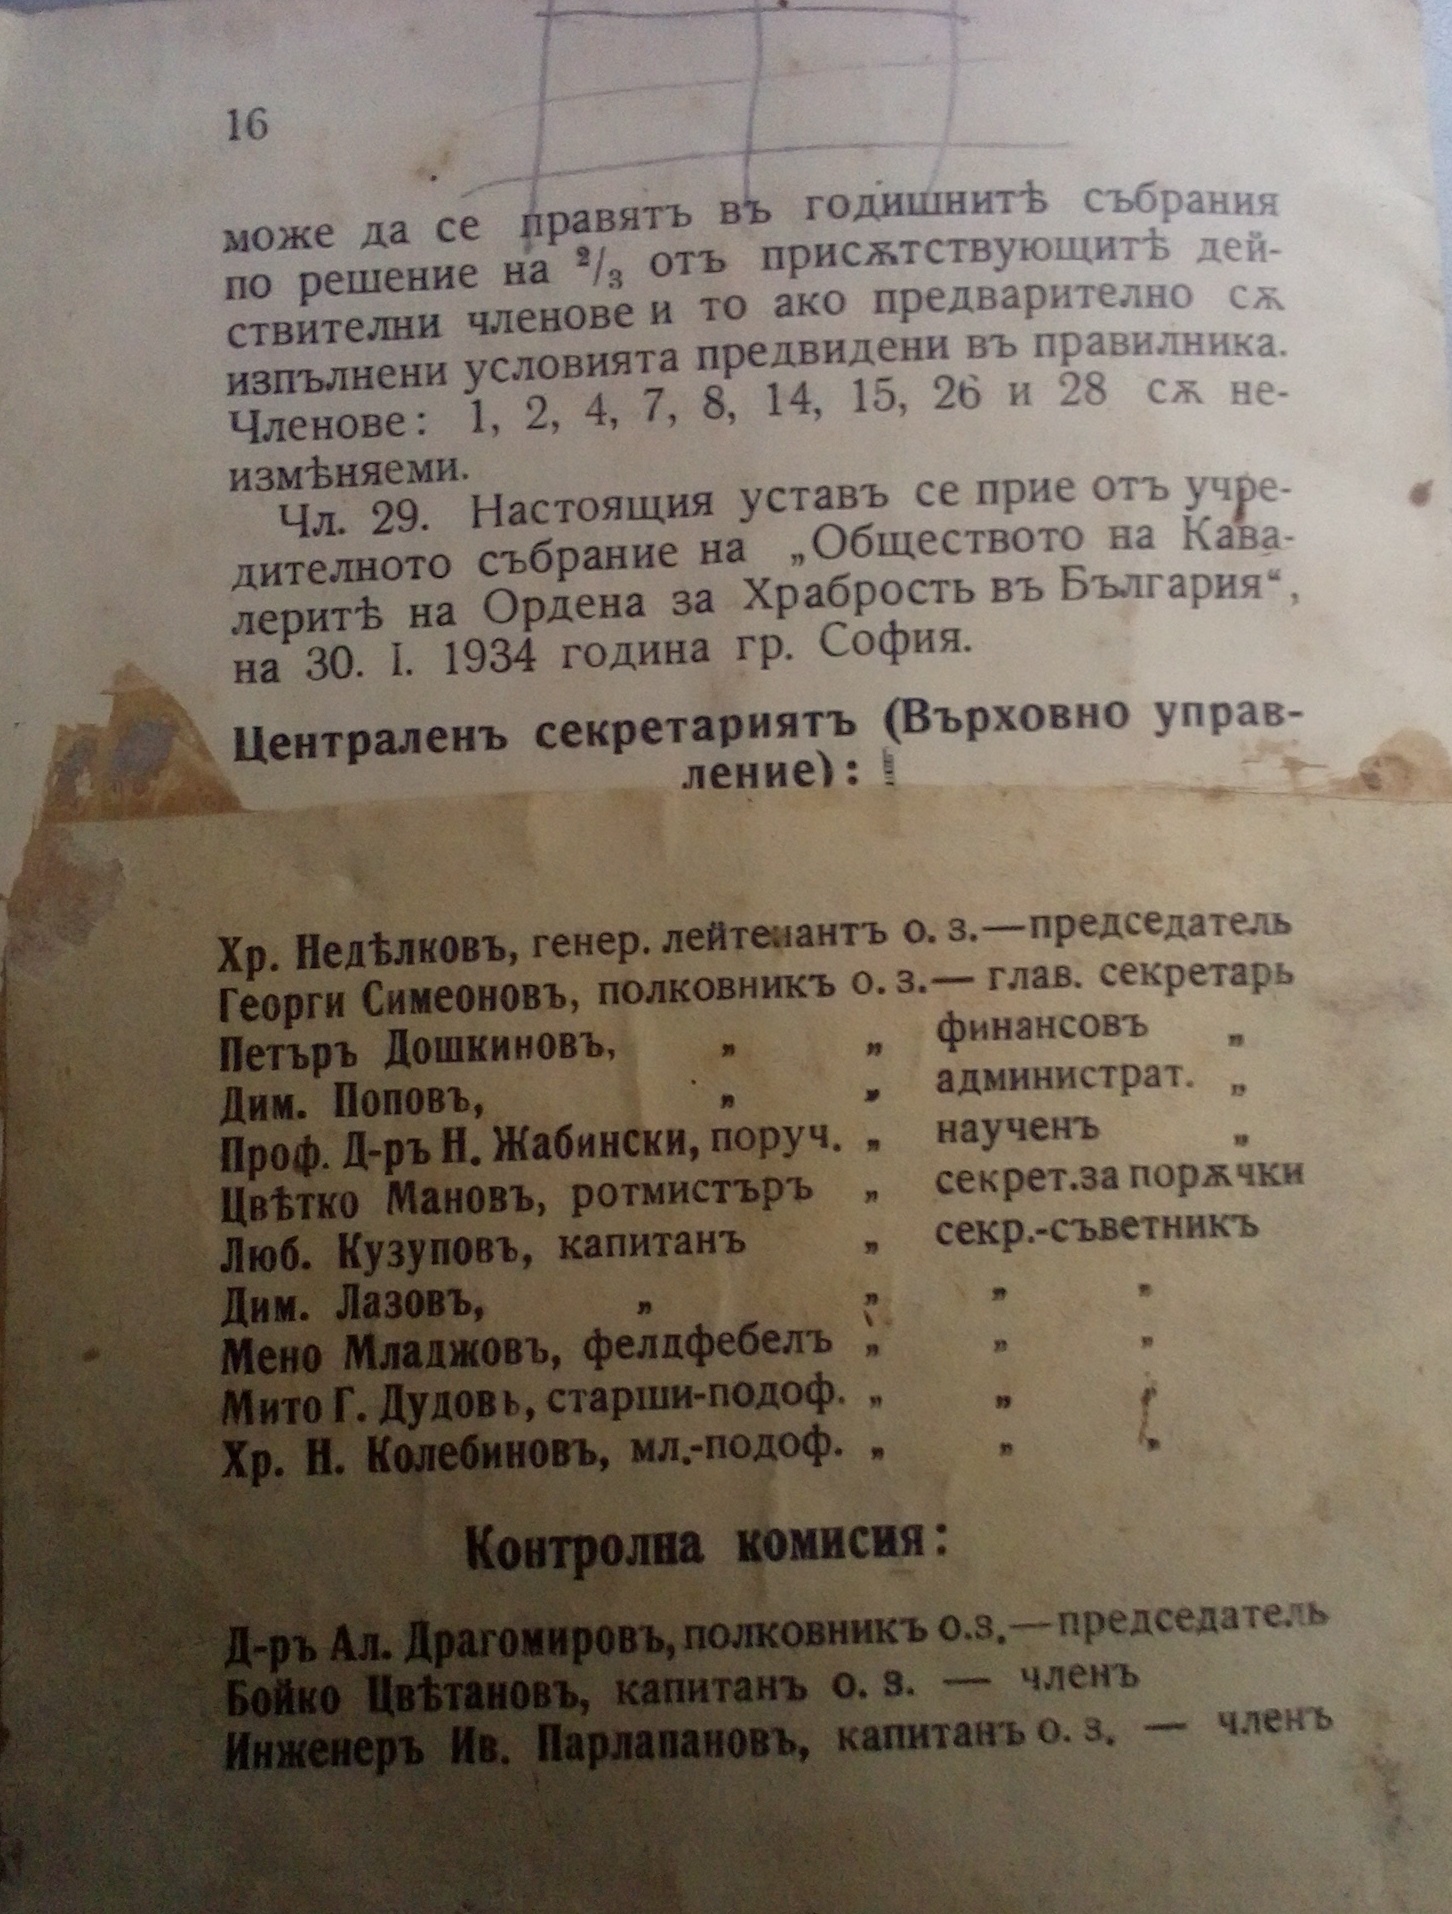 16
може да се правятъ въ годишнитѣ събрания
по решение на ²/₃ отъ присѫтствующитѣ дей-
ствителни членове и то ако предварително сѫ
изпълнени условията предвидени въ правилника.
Членове: 1, 2, 4, 7, 8, 14, 15, 26 и 28 сѫ не-
измѣняеми.
Чл. 29. Настоящия уставъ се прие отъ учре-
дителното събрание на „Обществото на Кава-
леритѣ на Ордена за Храбрость въ България“,
на 30. I. 1934 година гр. София.
Централенъ секретариятъ (Върховно управ-
ление):
Хр. Недѣлковъ, генер. лейтенантъ о. з.—председатель
Георги Симеоновъ, полковникъ о. з.— глав. секретарь
Петъръ Дошкиновъ, „ „ финансовъ „
Дим. Поповъ, „ „ администрат. „
Проф. Д-ръ Н. Жабински, поруч. „ наученъ „
Цвѣтко Мановъ, ротмистъръ „ секрет.за порѫчки
Люб. Кузуповъ, капитанъ „ секр.-съветникъ
Дим. Лазовъ, „ „ „ „
Мено Младжовъ, фелдфебелъ „ „ „
Мито Г. Дудовъ, старши-подоф. „ „ „
Хр. Н. Колебиновъ, мл.-подоф. „ „ „
Контролна комисия:
Д-ръ Ал. Драгомировъ, полковникъ о.з.—председатель
Бойко Цвѣтановъ, капитанъ о. з. — членъ
Инженеръ Ив. Парлапановъ, капитанъ о. з. — членъ